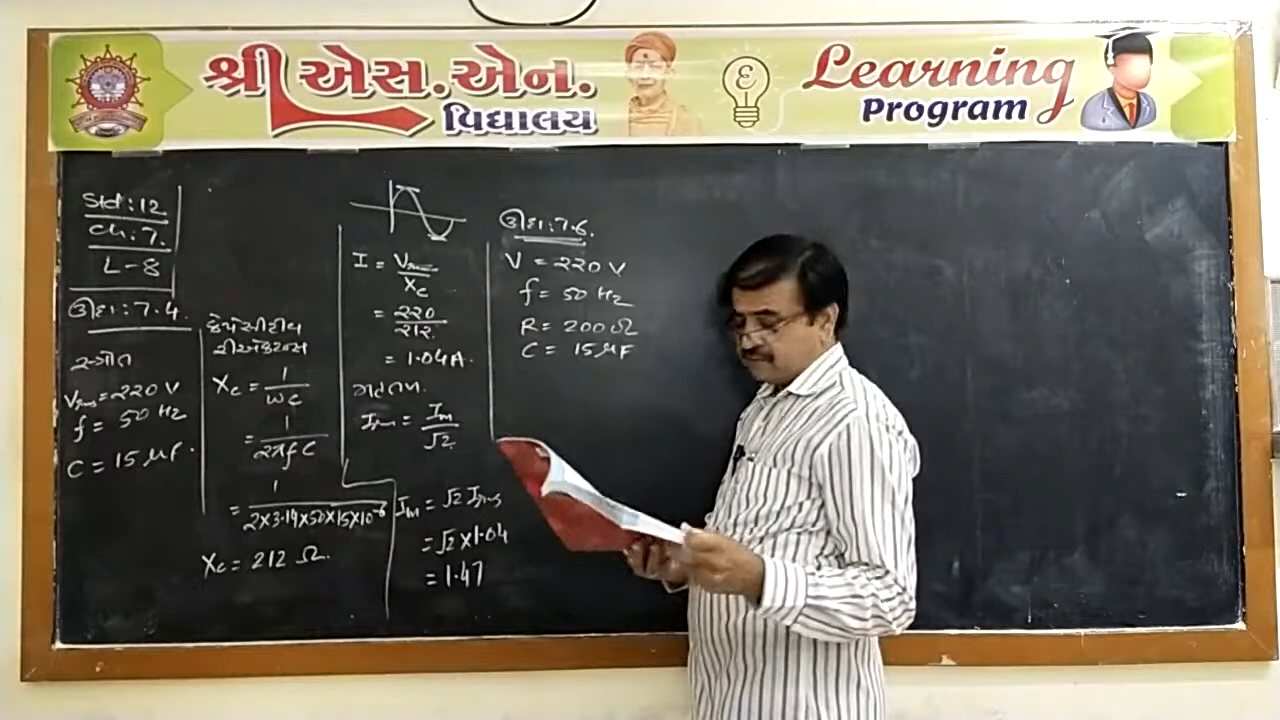 શ્રી એસ. એન.
વિદ્યાલય
Learning
Program
Std: 12
Ch: 7.
L-8
ઉદા: 7.4.
સ્ત્રોત
Vrms = 220 V
f = 50 Hz
C = 15 μF.
કેપેસીટીવ
રીએક્ટન્સ
Xc = 1 / ωC
= 1 / 2πfC
= 1 / 2×3.14×50×15×10⁻⁶
Xc = 212 Ω.
I = Vrms / Xc
= 220 / 212
= 1.04 A.
મહત્તમ
Irms = Im / √2
Im = √2 Irms
= √2 × 1.04
= 1.47
ઉદા: 7.6.
V = 220 V
f = 50 Hz
R = 200 Ω
C = 15 μF